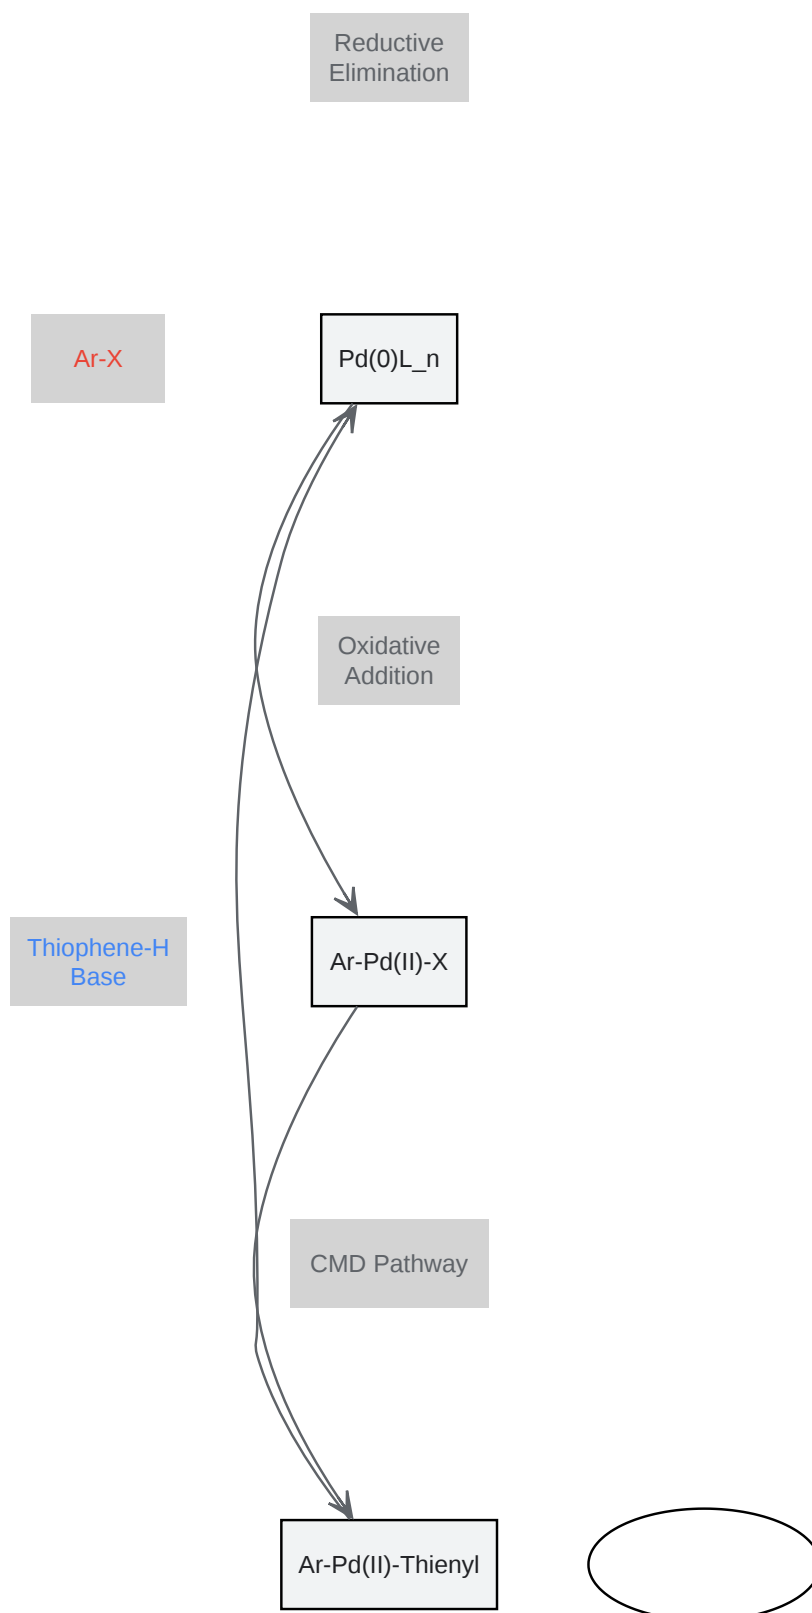 Reductive
Elimination
Ar-X
Pd(0)L_n
Oxidative
Addition
Thiophene-H
Base
Ar-Pd(II)-X
CMD Pathway
Ar-Pd(II)-Thienyl